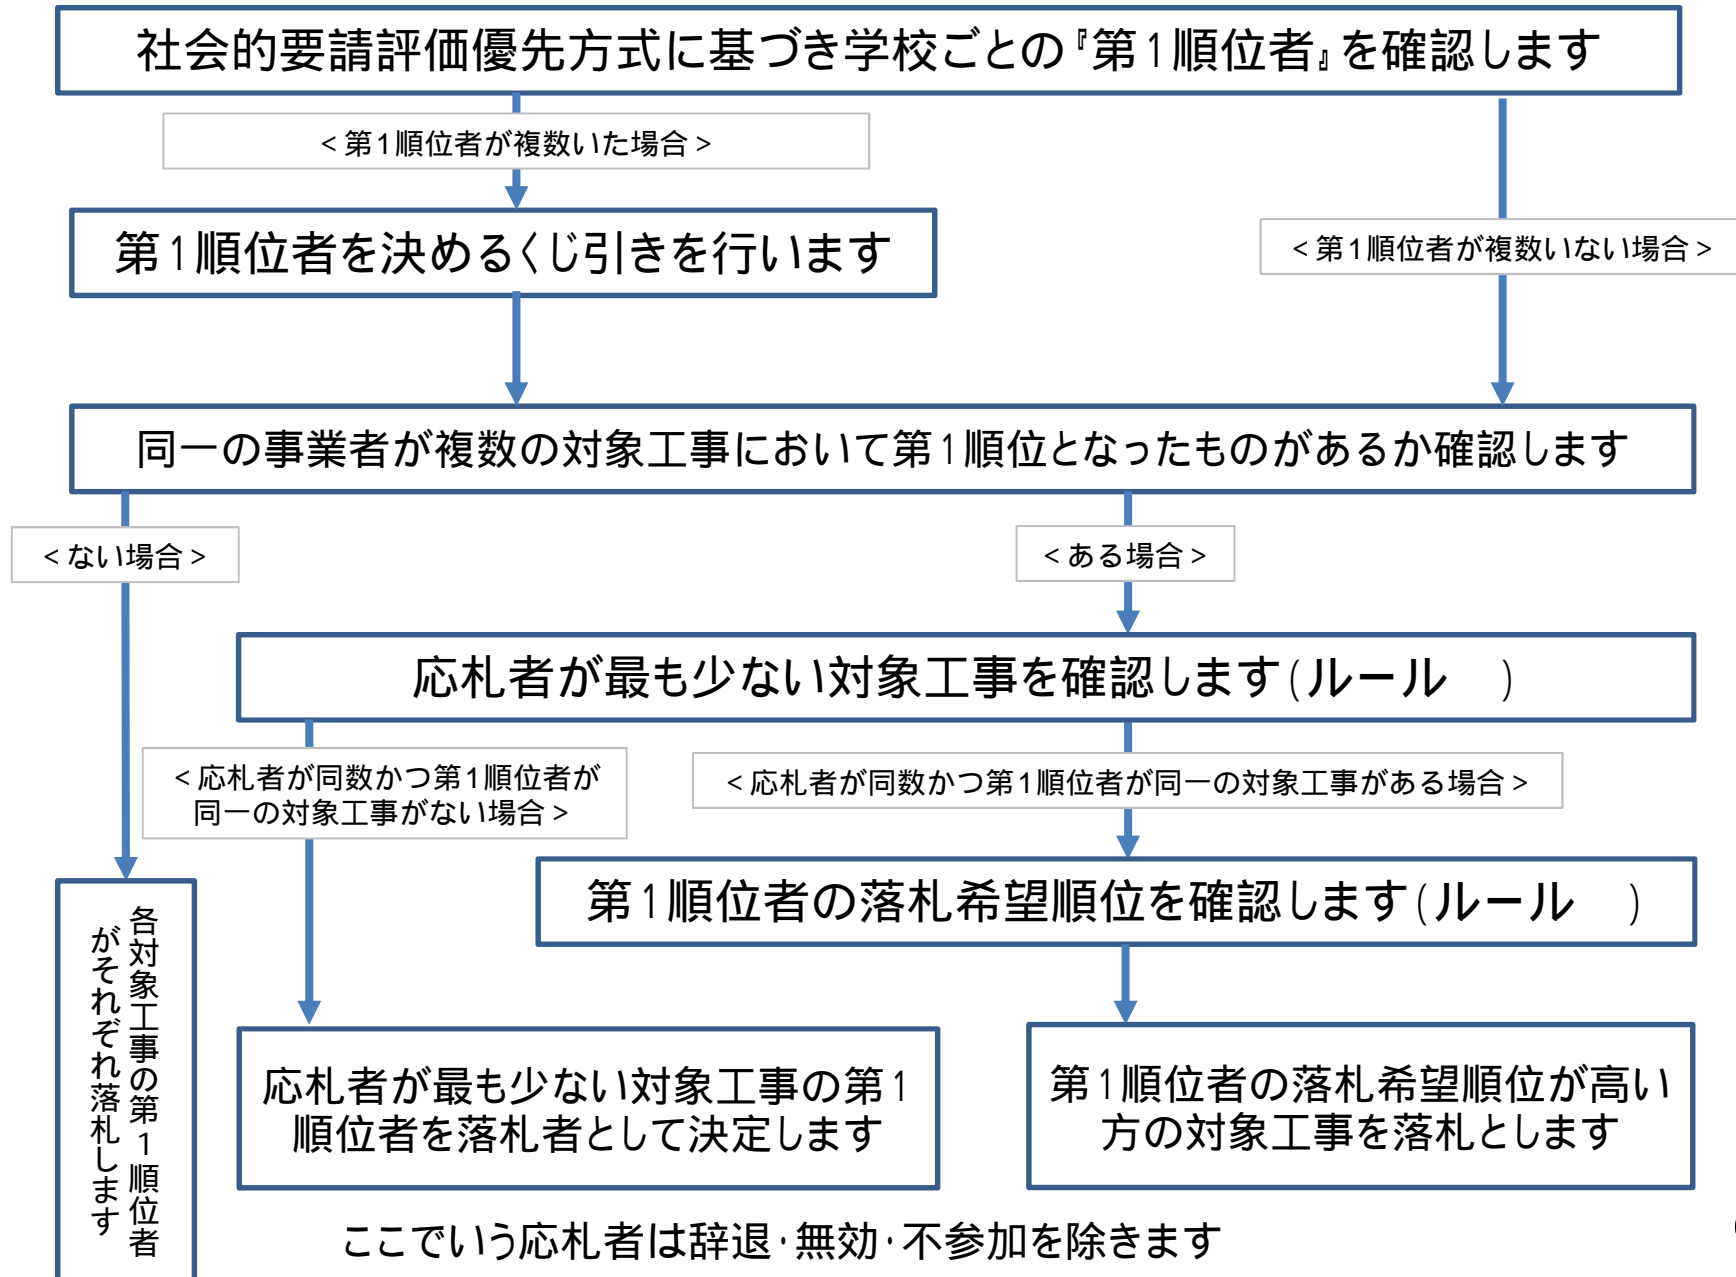 社会的要請評価優先方式に基づき学校ごとの『第1順位者』を確認します
<第1順位者が複数いた場合>
第1順位者を決めるくじ引きを行います
<第1順位者が複数いない場合>
同一の事業者が複数の対象工事において第1順位となったものがあるか確認します
<ない場合>
<ある場合>
応札者が最も少ない対象工事を確認します(ルール　)
<応札者が同数かつ第1順位者が
同一の対象工事がない場合>
<応札者が同数かつ第1順位者が同一の対象工事がある場合>
第1順位者の落札希望順位を確認します(ルール　)
各対象工事の第1順位者
がそれぞれ落札します
応札者が最も少ない対象工事の第1
順位者を落札者として決定します
第1順位者の落札希望順位が高い
方の対象工事を落札とします
ここでいう応札者は辞退・無効・不参加を除きます